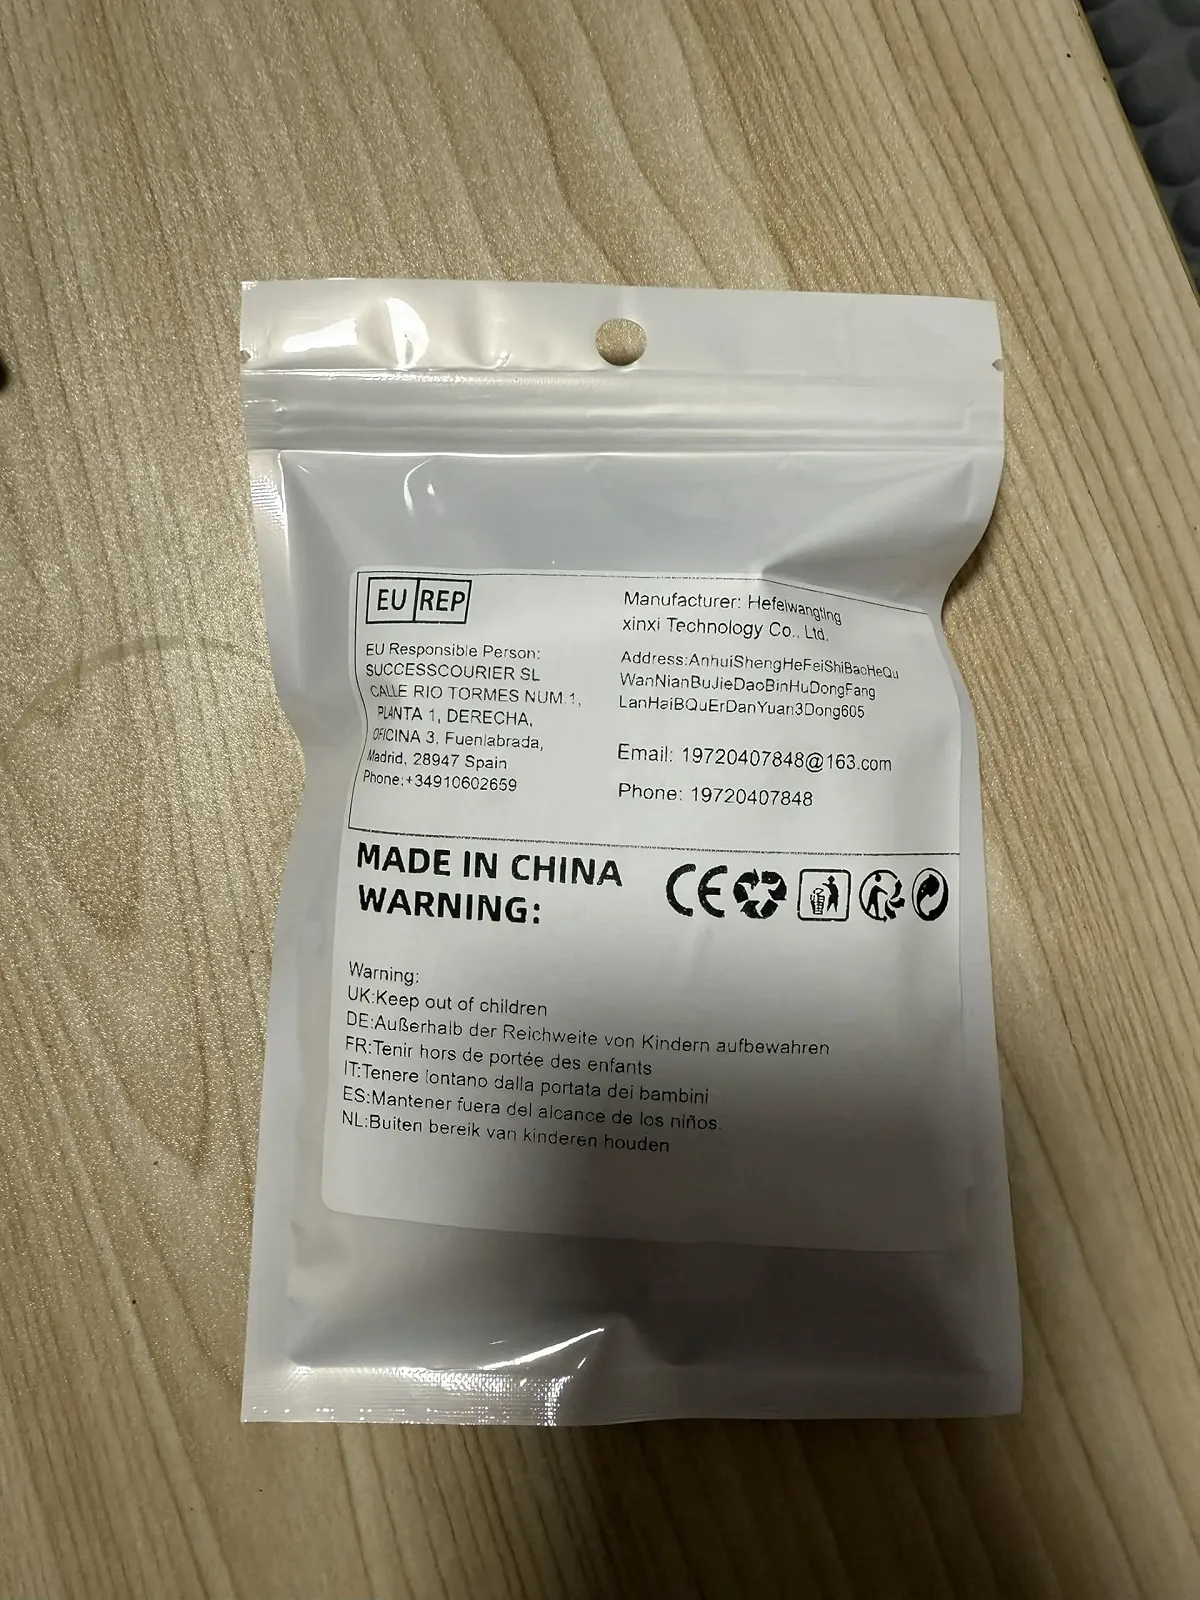 EU REP
EU Responsible Person:
SUCCESSCOURIER SL
CALLE RIO TORMES NUM.1,
PLANTA 1, DERECHA,
OFICINA 3, Fuenlabrada,
Madrid, 28947 Spain
Phone:+34910602659
Manufacturer: Hefeiwangting
xinxi Technology Co., Ltd.
Address:AnhuiShengHeFeiShiBaoHeQu
WanNianBuJieDaoBinHuDongFang
LanHaiBQuErDanYuan3Dong605
Email: 19720407848@163.com
Phone: 19720407848
MADE IN CHINA
WARNING:
CE
Warning:
UK:Keep out of children
DE:Außerhalb der Reichweite von Kindern aufbewahren
FR:Tenir hors de portée des enfants
IT:Tenere lontano dalla portata dei bambini
ES:Mantener fuera del alcance de los niños.
NL:Buiten bereik van kinderen houden